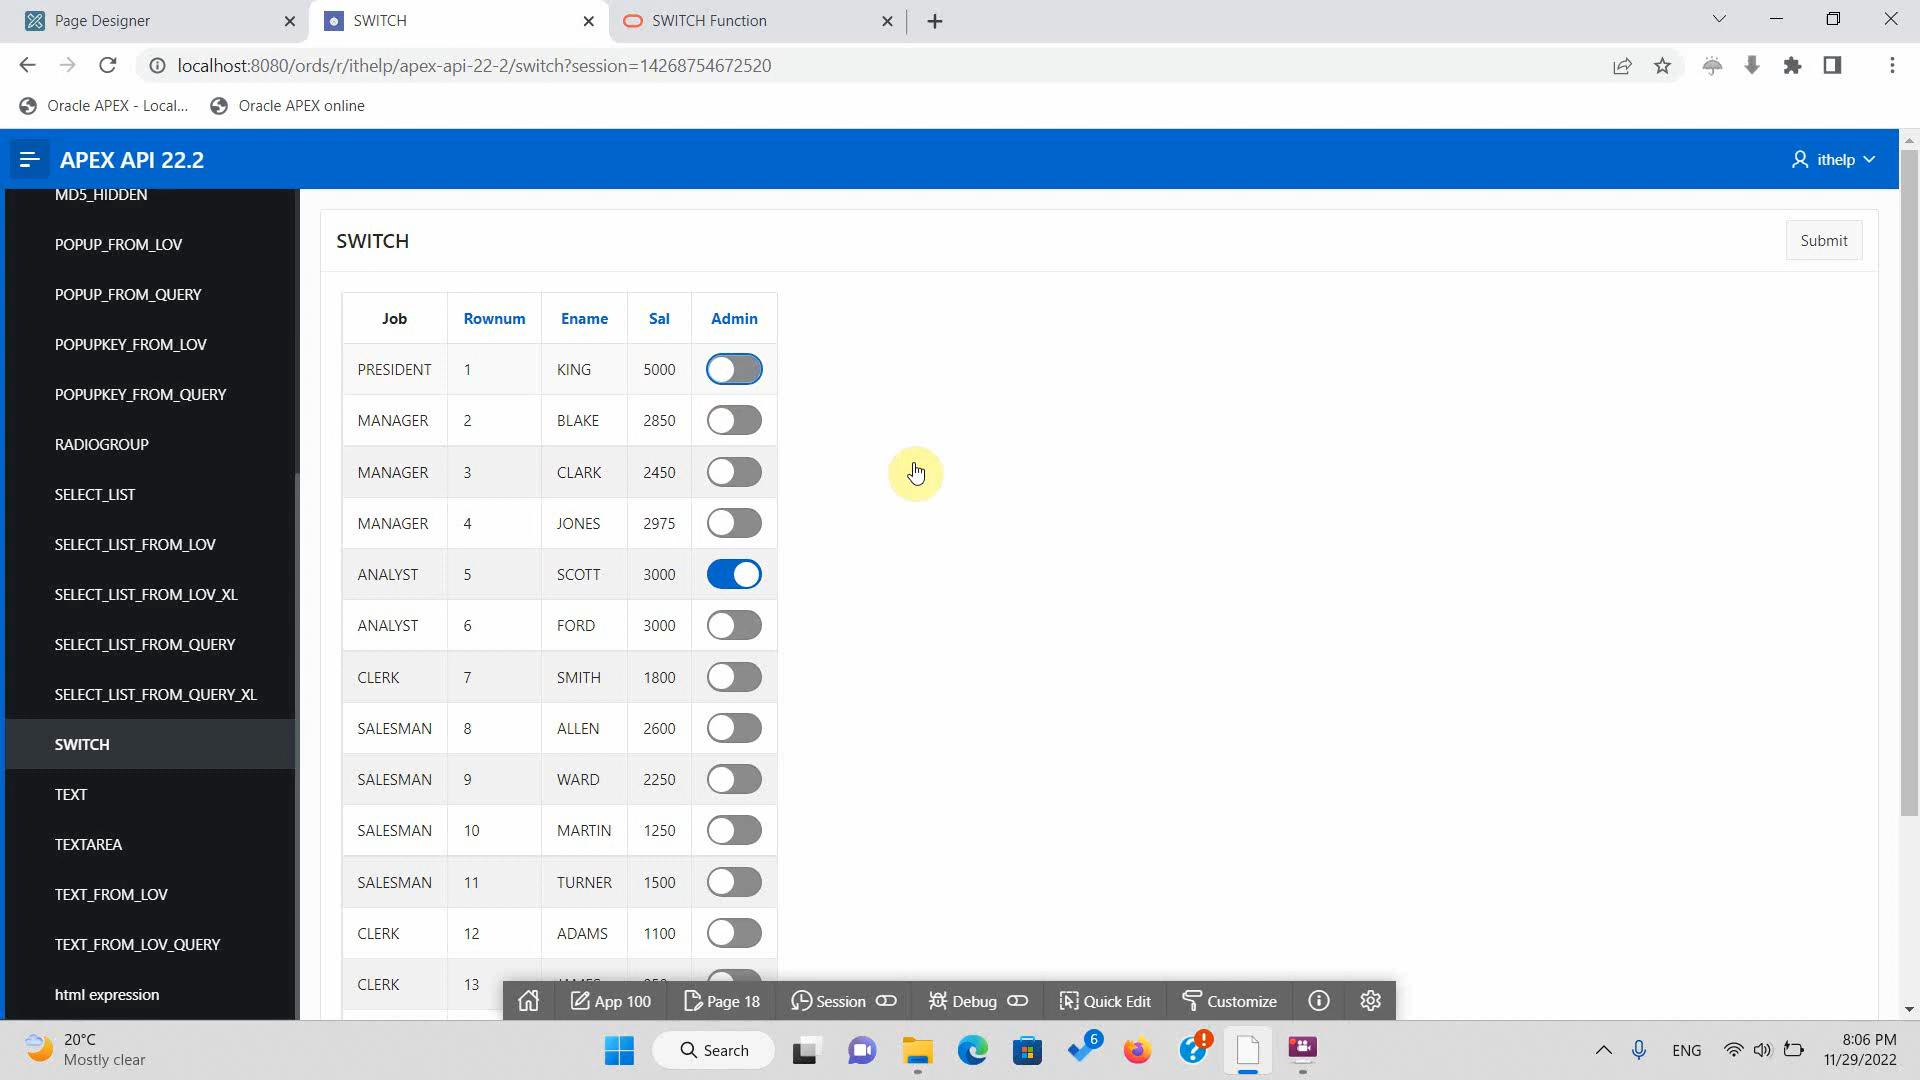 Page Designer
SWITCH
SWITCH Function
localhost:8080/ords/r/ithelp/apex-api-22-2/switch?session=14268754672520
Oracle APEX - Local...
Oracle APEX online
APEX API 22.2
ithelp
MD5_HIDDEN
POPUP_FROM_LOV
POPUP_FROM_QUERY
POPUPKEY_FROM_LOV
POPUPKEY_FROM_QUERY
RADIOGROUP
SELECT_LIST
SELECT_LIST_FROM_LOV
SELECT_LIST_FROM_LOV_XL
SELECT_LIST_FROM_QUERY
SELECT_LIST_FROM_QUERY_XL
SWITCH
TEXT
TEXTAREA
TEXT_FROM_LOV
TEXT_FROM_LOV_QUERY
html expression
SWITCH
Submit
Job Rownum Ename Sal Admin
PRESIDENT 1 KING 5000
MANAGER 2 BLAKE 2850
MANAGER 3 CLARK 2450
MANAGER 4 JONES 2975
ANALYST 5 SCOTT 3000
ANALYST 6 FORD 3000
CLERK 7 SMITH 1800
SALESMAN 8 ALLEN 2600
SALESMAN 9 WARD 2250
SALESMAN 10 MARTIN 1250
SALESMAN 11 TURNER 1500
CLERK 12 ADAMS 1100
CLERK 13
App 100 Page 18 Session Debug Quick Edit Customize
20°C
Mostly clear
Search
6
ENG
8:06 PM
11/29/2022